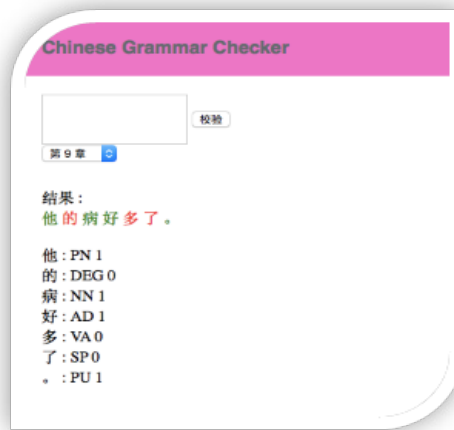 Chinese Grammar Checker
校验
第 9 章
结果 :
他 的 病 好 多 了 。
他 : PN 1
的 : DEG 0
病 : NN 1
好 : AD 1
多 : VA 0
了 : SP 0
。 : PU 1